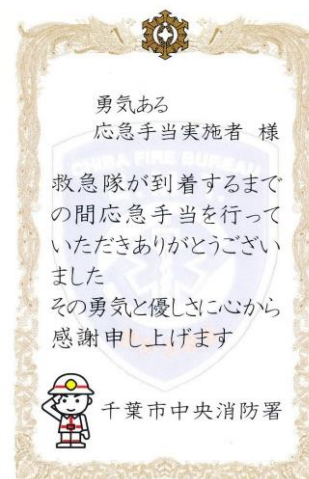 勇気ある
応急手当実施者 様
救急隊が到着するまで
の間応急手当を行って
いただきありがとうござい
ました
その勇気と優しさに心から
感謝申し上げます
千葉市中央消防署
CHIBA FIRE BUREAU